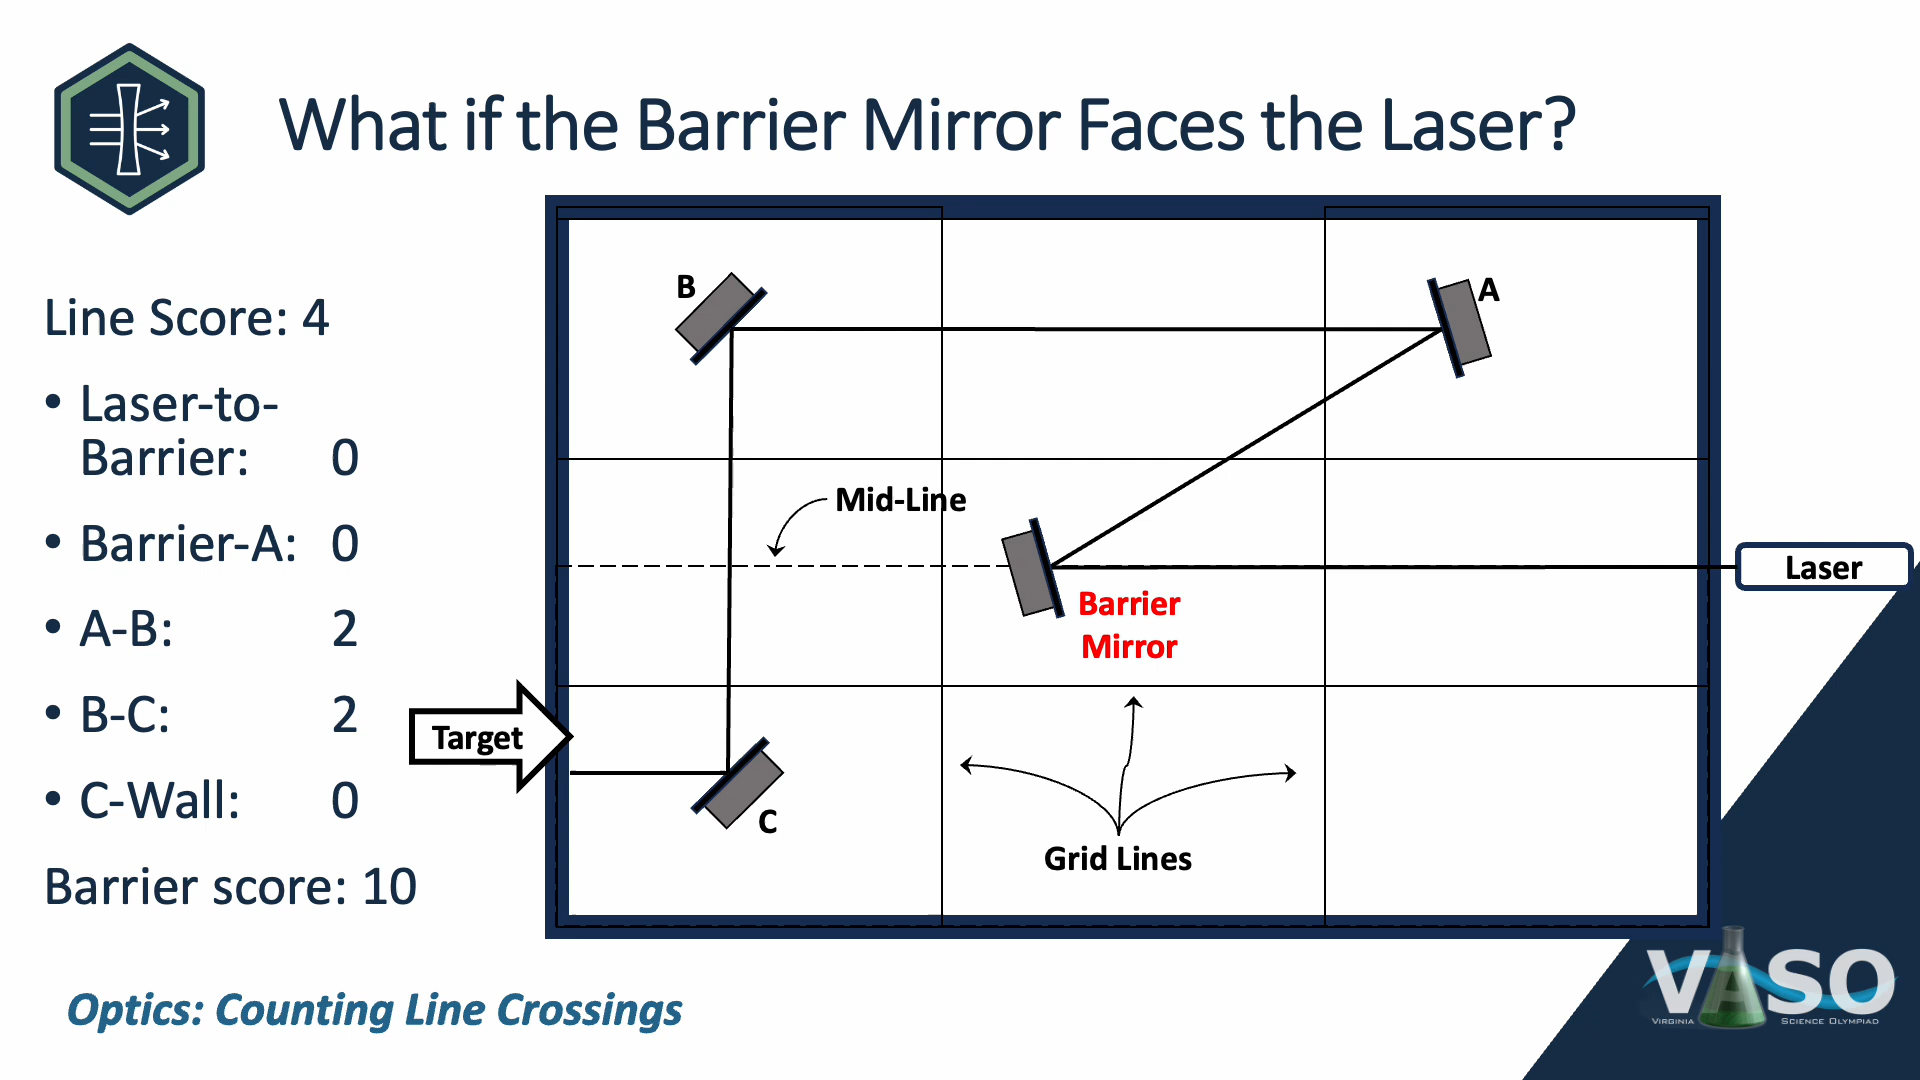 What if the Barrier Mirror Faces the Laser?
Line Score: 4
• Laser-to-
Barrier: 0
• Barrier-A: 0
• A-B: 2
• B-C: 2
• C-Wall: 0
Barrier score: 10
B
A
Mid-Line
Laser
Barrier
Mirror
Target
C
Grid Lines
Optics: Counting Line Crossings
VASO
VIRGINIA SCIENCE OLYMPIAD